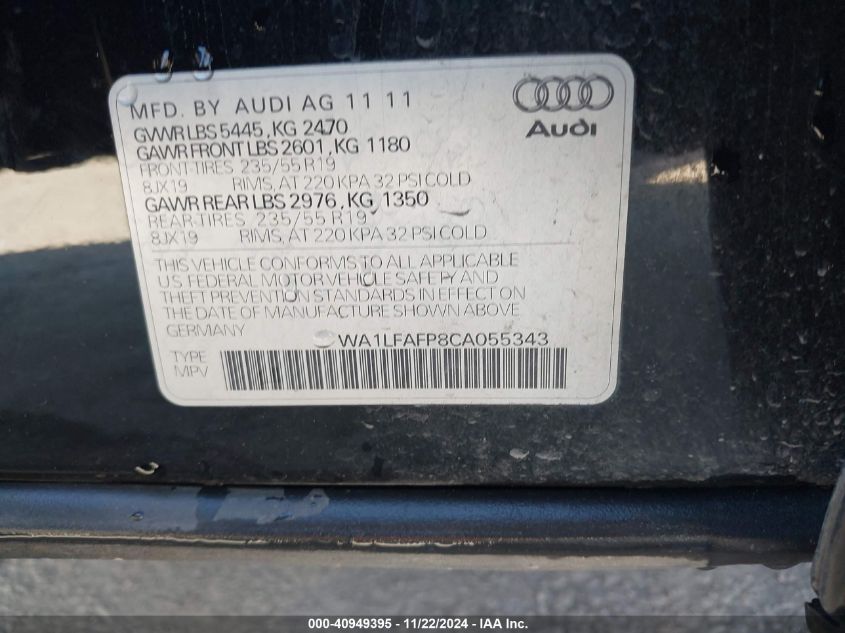 MFD. BY AUDI AG 11 11
GVWR LBS 5445, KG 2470
GAWR FRONT LBS 2601, KG 1180
FRONT-TIRES 235/55 R19
8JX19 RIMS, AT 220 KPA 32 PSI COLD
GAWR REAR LBS 2976, KG 1350
REAR-TIRES 235/55 R19
8JX19 RIMS, AT 220 KPA 32 PSI COLD
Audi
THIS VEHICLE CONFORMS TO ALL APPLICABLE
US FEDERAL MOTOR VEHICLE SAFETY AND
THEFT PREVENTION STANDARDS IN EFFECT ON
THE DATE OF MANUFACTURE SHOWN ABOVE
GERMANY
WA1LFAFP8CA055343
TYPE
MPV
000-40949395 - 11/22/2024 - IAA Inc.